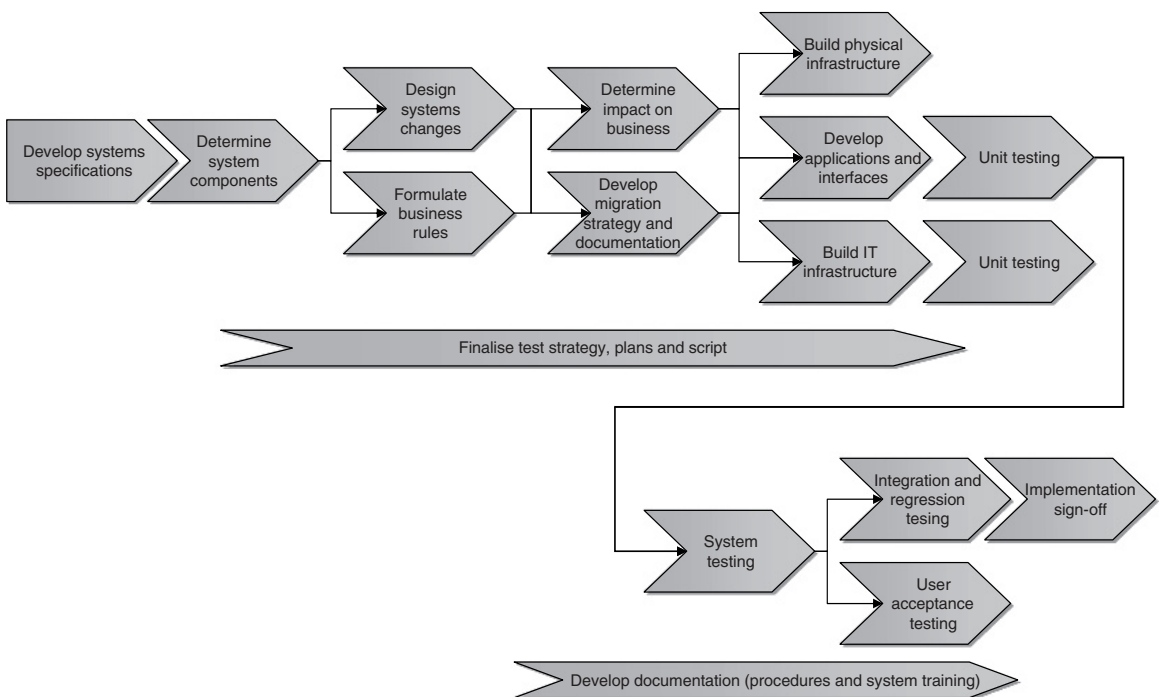 Develop systems
specifications
Determine
system
components
Design
systems
changes
Formulate
business
rules
Determine
impact on
business
Develop
migration
strategy and
documentation
Build physical
infrastructure
Develop
applications and
interfaces
Unit testing
Build IT
infrastructure
Unit testing
Finalise test strategy, plans and script
System
testing
Integration and
regression
tesing
Implementation
sign-off
User
acceptance
testing
Develop documentation (procedures and system training)